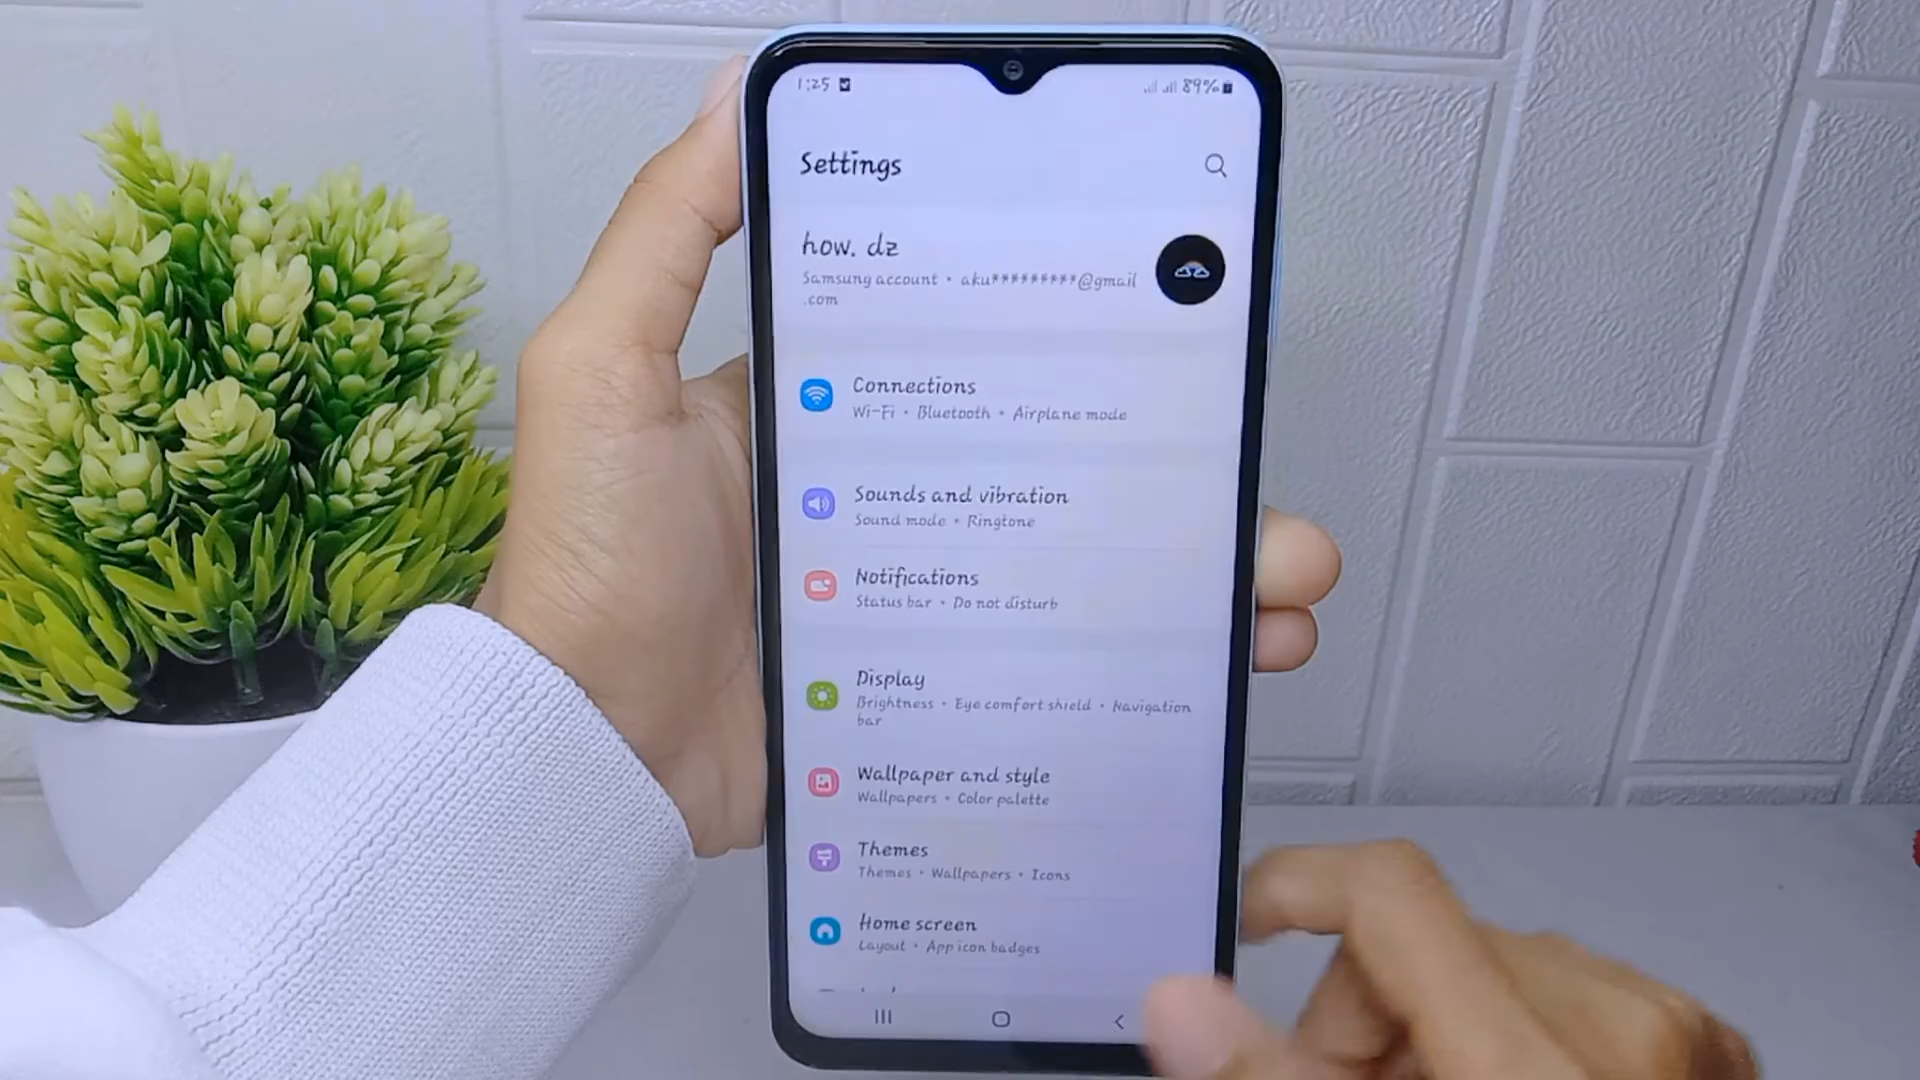 1:25
89%
Settings
how. dz
Samsung account • aku*********@gmail
.com
Connections
Wi-Fi • Bluetooth • Airplane mode
Sounds and vibration
Sound mode • Ringtone
Notifications
Status bar • Do not disturb
Display
Brightness • Eye comfort shield • Navigation
bar
Wallpaper and style
Wallpapers • Color palette
Themes
Themes • Wallpapers • Icons
Home screen
Layout • App icon badges